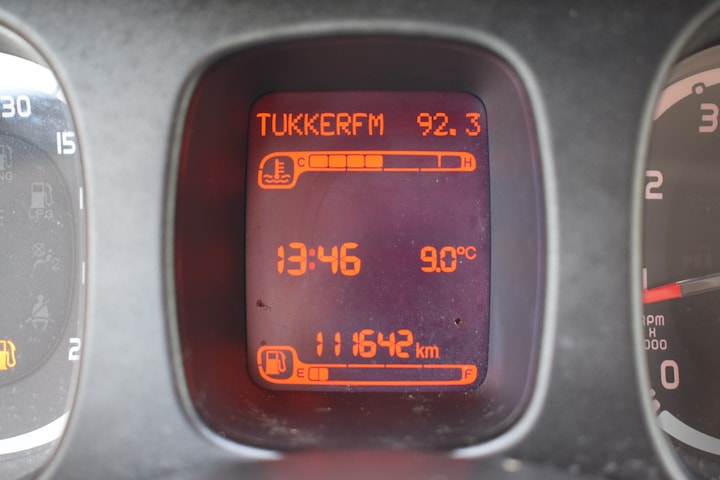 TUKKERFM 92.3
C H
13:46 9.0°C
111642 km
E F
30
15
LPG
2
3
2
1
RPM
X
1000
0